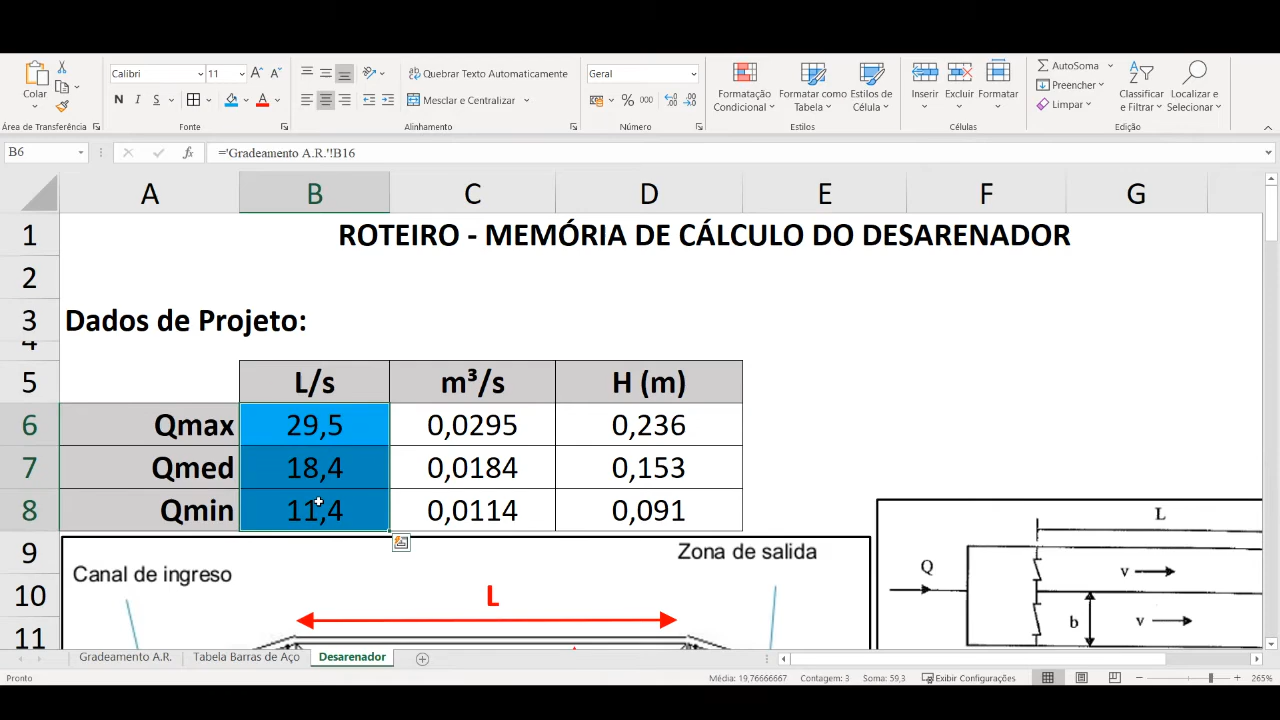 Colar
Área de Transferência
Calibri
11
N I S
Fonte
Quebrar Texto Automaticamente
Mesclar e Centralizar
Alinhamento
Geral
% 000
Número
Formatação Condicional
Formatar como Tabela
Estilos de Célula
Estilos
Inserir
Excluir
Formatar
Células
AutoSoma
Preencher
Limpar
Classificar e Filtrar
Localizar e Selecionar
Edição
B6
fx
='Gradeamento A.R.'!B16
A B C D E F G
1 ROTEIRO - MEMÓRIA DE CÁLCULO DO DESARENADOR
2
3 Dados de Projeto:
4
5 L/s m³/s H (m)
6 Qmax 29,5 0,0295 0,236
7 Qmed 18,4 0,0184 0,153
8 Qmin 11,4 0,0114 0,091
9
10
11
Canal de ingreso
Zona de salida
L
L
Q
v
b
v
Gradeamento A.R.
Tabela Barras de Aço
Desarenador
Pronto
Média: 19,76666667
Contagem: 3
Soma: 59,3
Exibir Configurações
265%